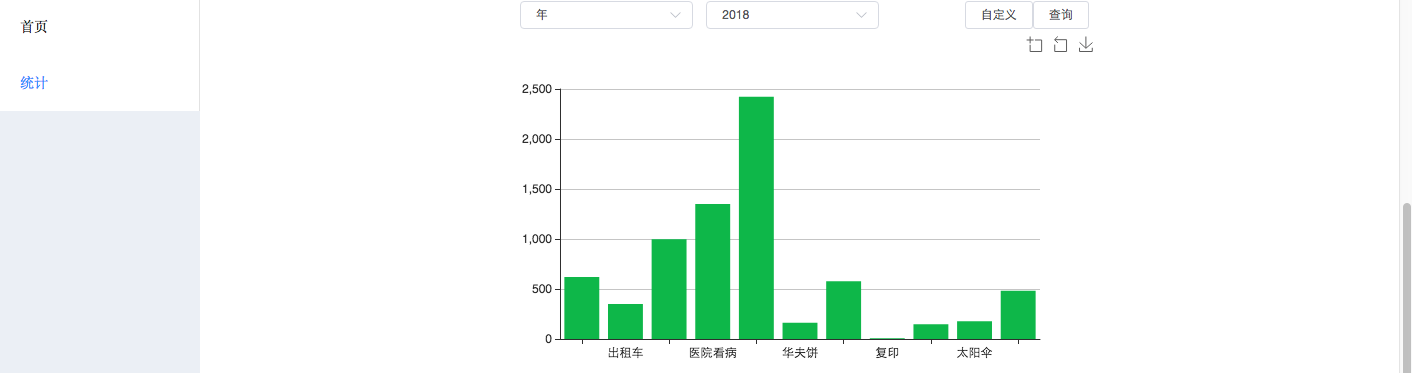 首页
统计
年
2018
自定义
查询
2,500
2,000
1,500
1,000
500
0
出租车
医院看病
华夫饼
复印
太阳伞